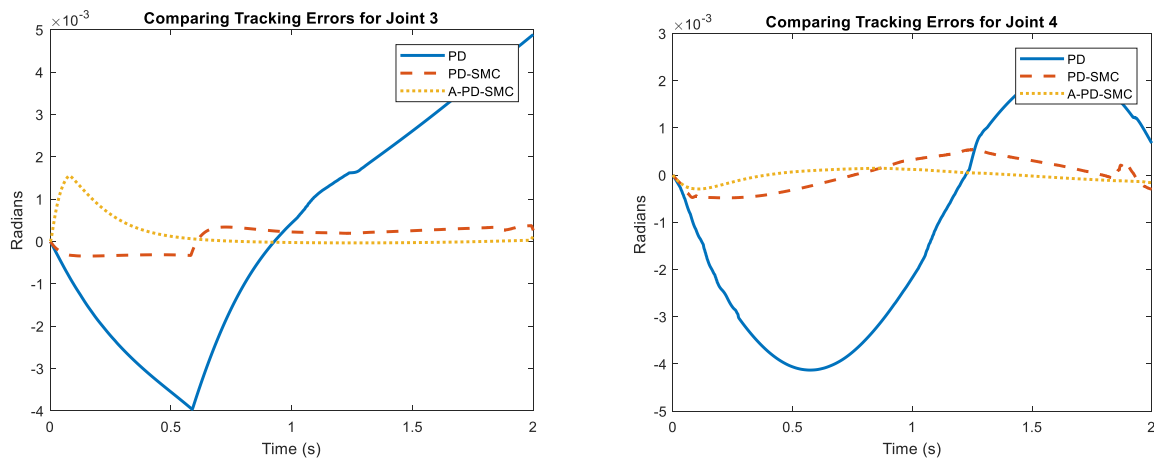 Comparing Tracking Errors for Joint 3
×10⁻³
5
4
3
2
1
0
-1
-2
-3
-4
Radians
0 0.5 1 1.5 2
Time (s)
PD
PD-SMC
A-PD-SMC
Comparing Tracking Errors for Joint 4
×10⁻³
3
2
1
0
-1
-2
-3
-4
-5
Radians
0 0.5 1 1.5 2
Time (s)
PD
PD-SMC
A-PD-SMC